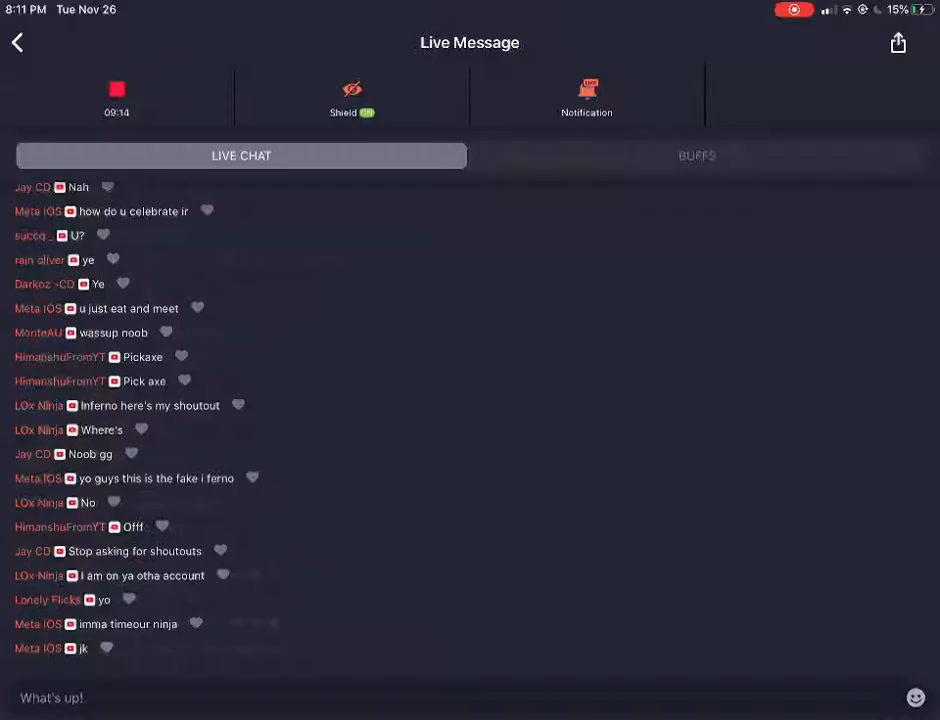 8:11 PM Tue Nov 26
15%
Live Message
09:14
Shield ON
LIVE
Notification
LIVE CHAT
BUFFS
Jay CD Nah
Meta IOS how do u celebrate ir
succq _ U?
rain oliver ye
Darkoz -CD Ye
Meta IOS u just eat and meet
MonteAU wassup noob
HimanshuFromYT Pickaxe
HimanshuFromYT Pick axe
LOx Ninja Inferno here's my shoutout
LOx Ninja Where's
Jay CD Noob gg
Meta IOS yo guys this is the fake i ferno
LOx Ninja No
HimanshuFromYT Offf
Jay CD Stop asking for shoutouts
LOx Ninja I am on ya otha account
Lonely Flicks yo
Meta IOS imma timeour ninja
Meta IOS jk
What's up!